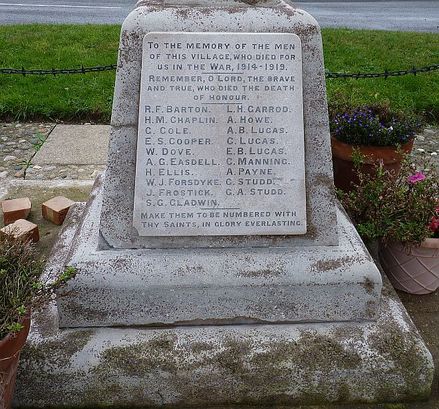 TO THE MEMORY OF THE MEN
OF THIS VILLAGE, WHO DIED FOR
US IN THE WAR, 1914-1919.
REMEMBER, O LORD, THE BRAVE
AND TRUE, WHO DIED THE DEATH
OF HONOUR.
R.F. BARTON. L.H. GARROD.
H.M. CHAPLIN. A. HOWE.
C. COLE. A.B. LUCAS.
E.S. COOPER. C. LUCAS.
W. DOVE. E.B. LUCAS.
A.G. EASDELL. C. MANNING.
H. ELLIS. A. PAYNE.
W.J. FORSDYKE. C. STUDD.
J. FROSTICK. G.A. STUDD.
S.G. GLADWIN.
MAKE THEM TO BE NUMBERED WITH
THY SAINTS, IN GLORY EVERLASTING.